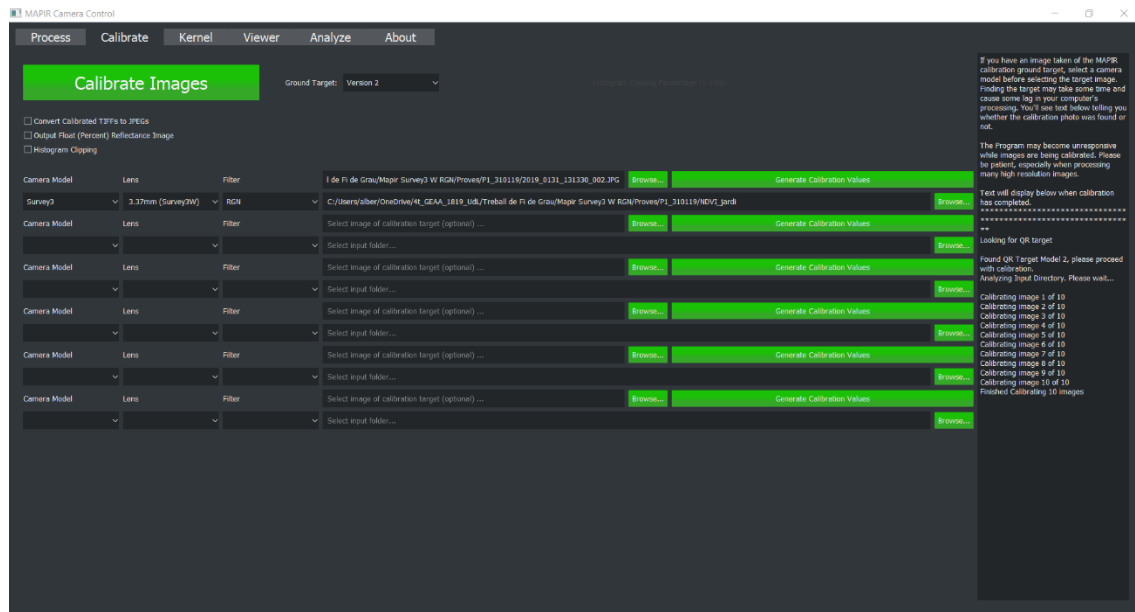 MAPIR Camera Control
Process Calibrate Kernel Viewer Analyze About
Calibrate Images
Ground Target: Version 2
Convert Calibrated TIFFs to JPEGs
Output Float (Percent) Reflectance Image
Histogram Clipping
Camera Model Lens Filter l de Fi de Grau/Mapir Survey3 W RGN/Proves/P1_310119/2019_0131_131330_002.JPG Browse... Generate Calibration Values
Survey3 3.37mm (Survey3W) RGN C:/Users/alber/OneDrive/4t_GEAA_1819_UdL/Treball de Fi de Grau/Mapir Survey3 W RGN/Proves/P1_310119/NDVI_jardi Browse...
Camera Model Lens Filter Select image of calibration target (optional) ... Browse... Generate Calibration Values
Select input folder... Browse...
Camera Model Lens Filter Select image of calibration target (optional) ... Browse... Generate Calibration Values
Select input folder... Browse...
Camera Model Lens Filter Select image of calibration target (optional) ... Browse... Generate Calibration Values
Select input folder... Browse...
Camera Model Lens Filter Select image of calibration target (optional) ... Browse... Generate Calibration Values
Select input folder... Browse...
Camera Model Lens Filter Select image of calibration target (optional) ... Browse... Generate Calibration Values
Select input folder... Browse...
If you have an image taken of the MAPIR
calibration ground target, select a camera
model before selecting the target image.
Finding the target may take some time and
cause some lag in your computer's
processing. You'll see text below telling you
whether the calibration photo was found or
not.
The Program may become unresponsive
while images are being calibrated. Please
be patient, especially when processing
many high resolution images.
Text will display below when calibration
has completed.
*******************************
*******************************
**
Looking for QR target
Found QR Target Model 2, please proceed
with calibration.
Analyzing Input Directory. Please wait...
Calibrating image 1 of 10
Calibrating image 2 of 10
Calibrating image 3 of 10
Calibrating image 4 of 10
Calibrating image 5 of 10
Calibrating image 6 of 10
Calibrating image 7 of 10
Calibrating image 8 of 10
Calibrating image 9 of 10
Calibrating image 10 of 10
Finished Calibrating 10 images